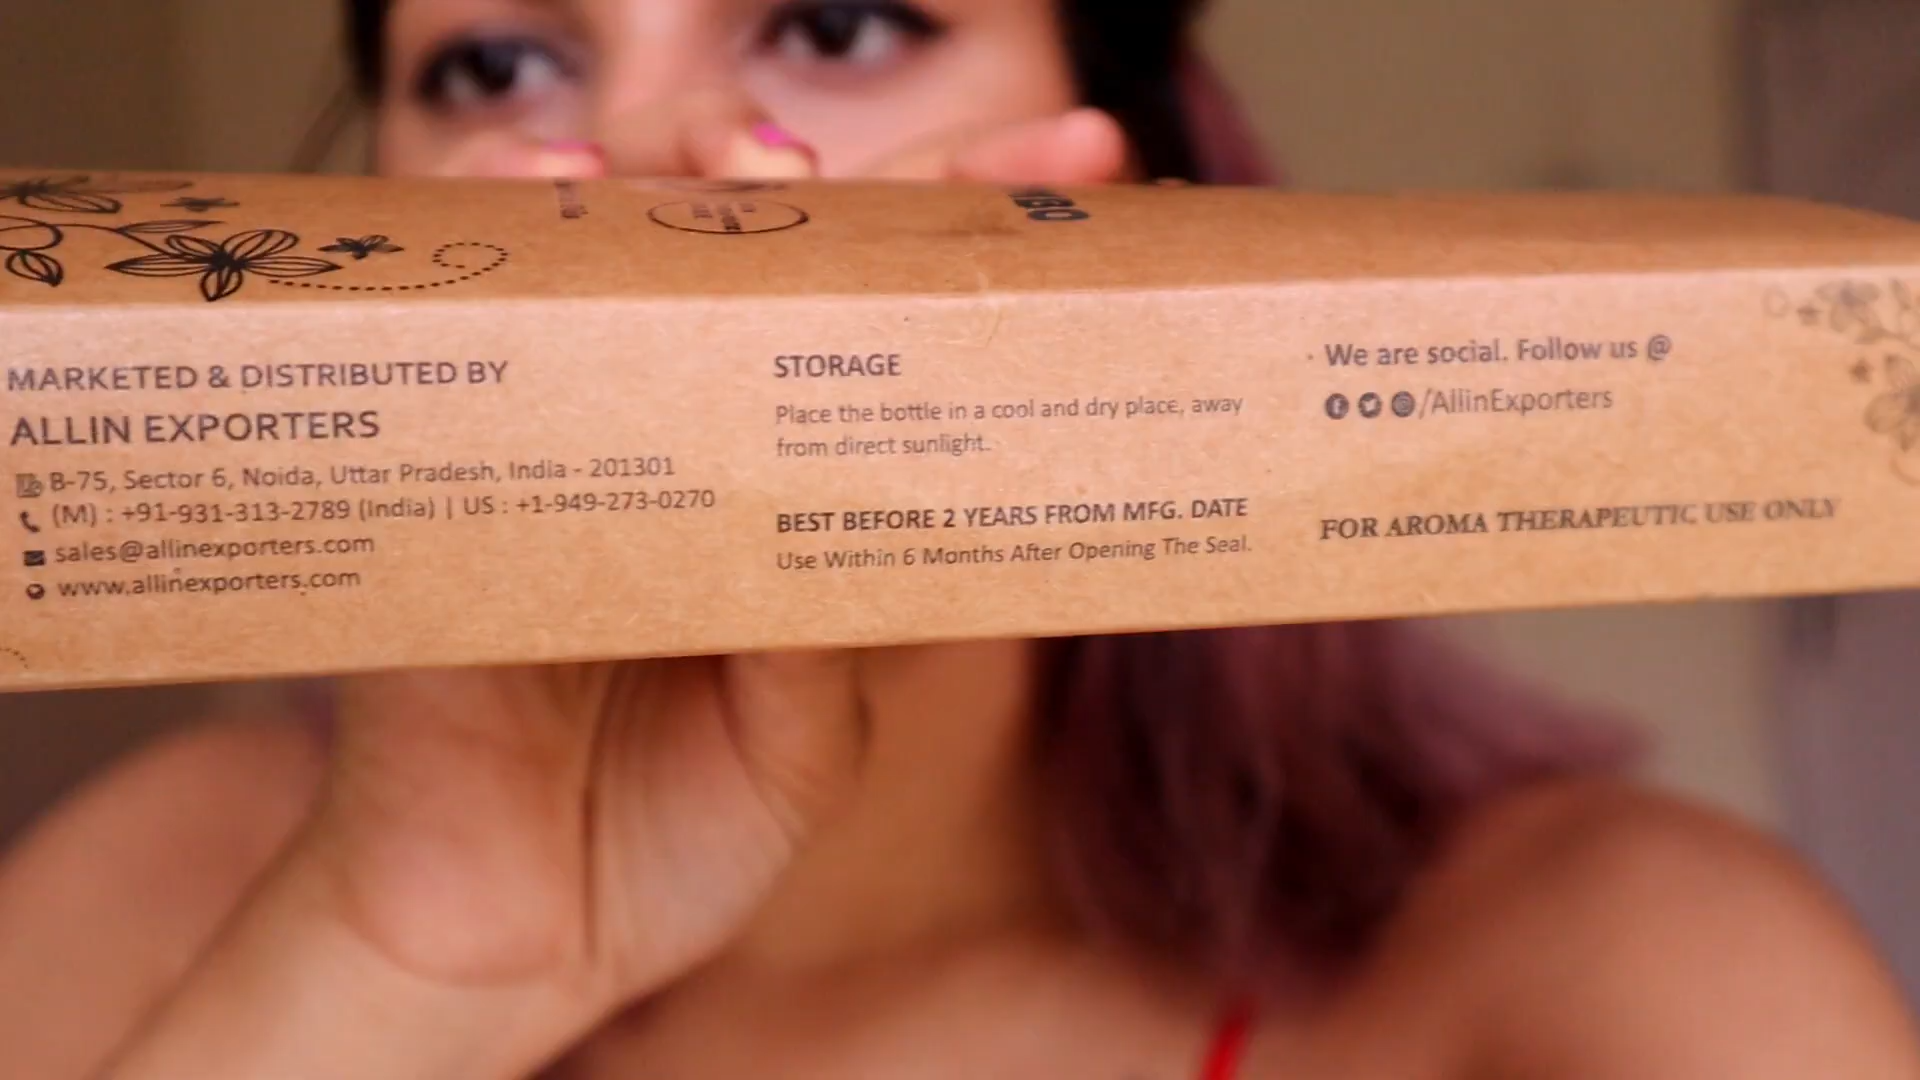 MARKETED & DISTRIBUTED BY
ALLIN EXPORTERS
B-75, Sector 6, Noida, Uttar Pradesh, India - 201301
(M) : +91-931-313-2789 (India) | US : +1-949-273-0270
sales@allinexporters.com
www.allinexporters.com
STORAGE
Place the bottle in a cool and dry place, away
from direct sunlight.
BEST BEFORE 2 YEARS FROM MFG. DATE
Use Within 6 Months After Opening The Seal.
We are social. Follow us @
/AllinExporters
FOR AROMA THERAPEUTIC USE ONLY